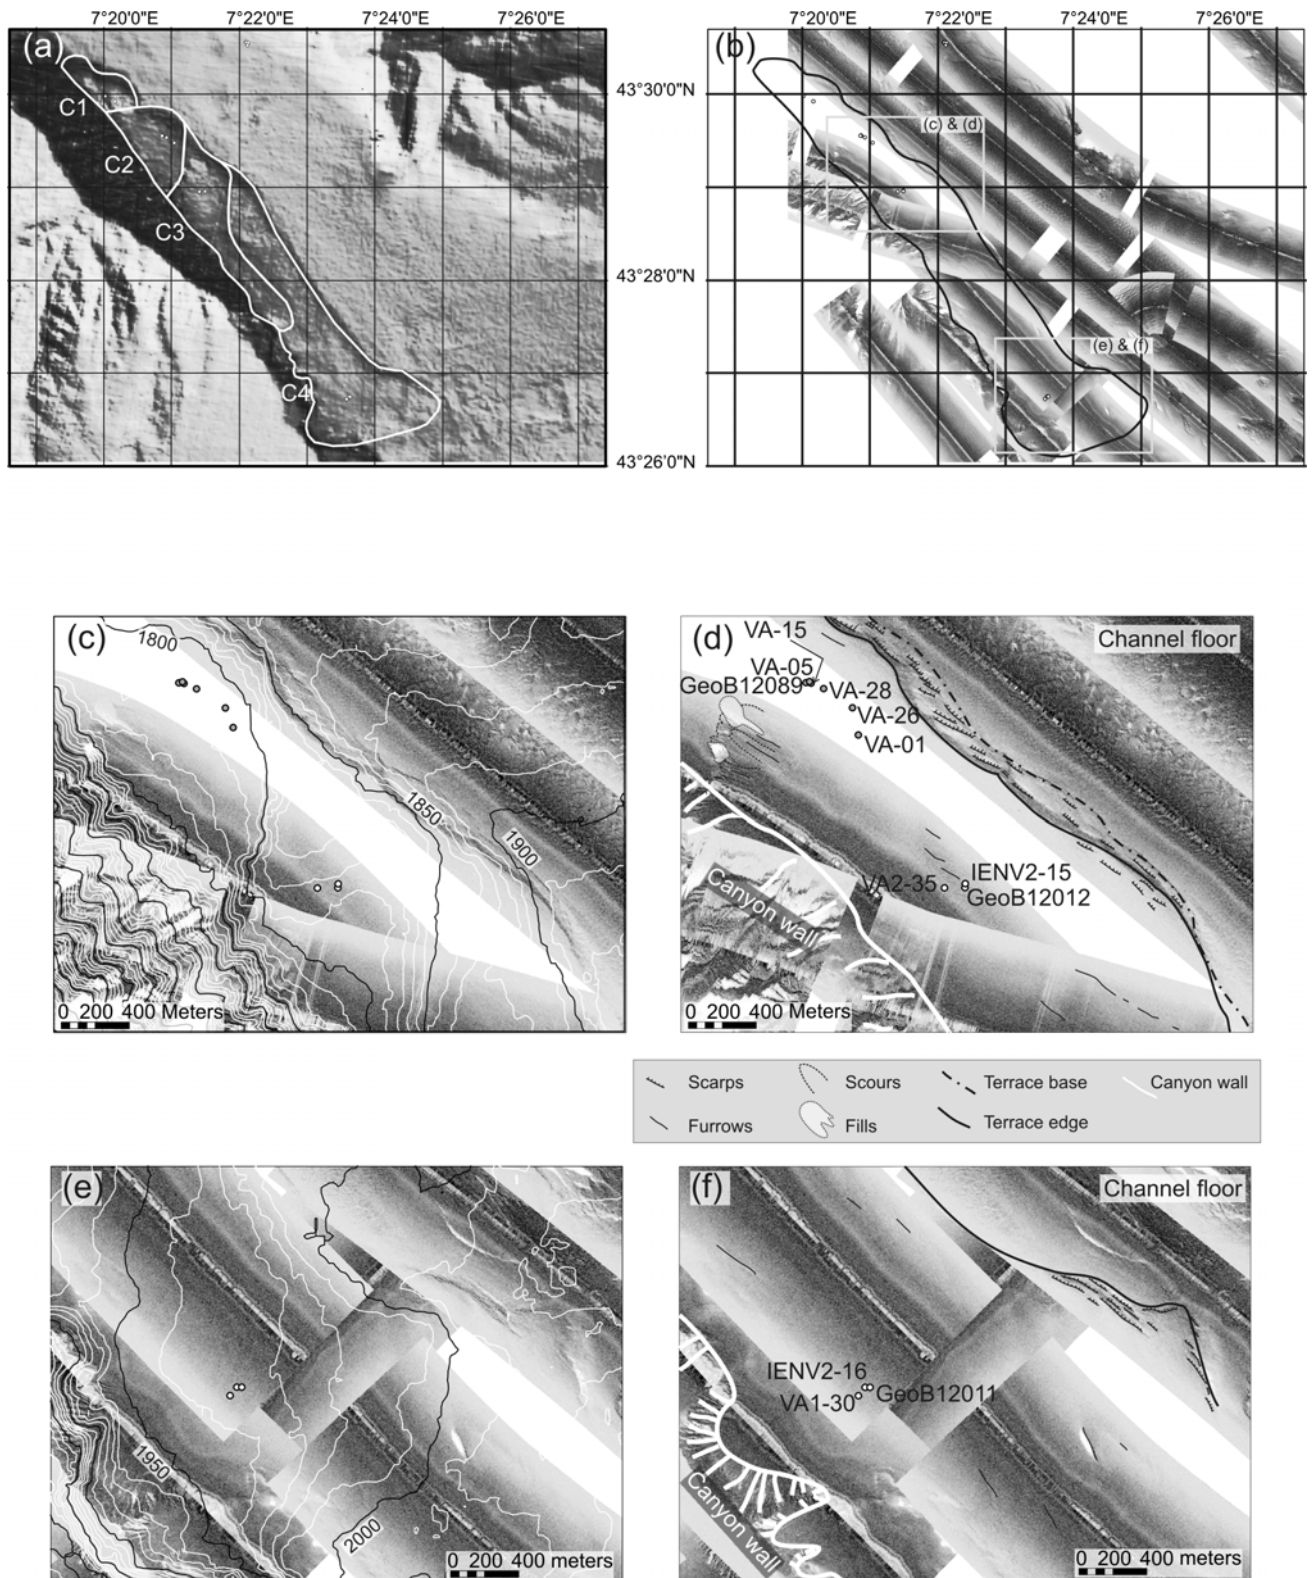 7°20'0"E 7°22'0"E 7°24'0"E 7°26'0"E
7°20'0"E 7°22'0"E 7°24'0"E 7°26'0"E
(a)
C1
C2
C3
C4
43°30'0"N
43°28'0"N
43°26'0"N
(b)
(c) & (d)
(e) & (f)
(c)
1800
1850
1900
0 200 400 Meters
(d)
Channel floor
VA-15
VA-05
GeoB12089
VA-28
VA-26
VA-01
IENV2-15
VA2-35
GeoB12012
Canyon wall
0 200 400 Meters
Scarps Scours Terrace base Canyon wall
Furrows Fills Terrace edge
(e)
1950
2000
0 200 400 meters
(f)
Channel floor
IENV2-16
VA1-30
GeoB12011
Canyon wall
0 200 400 meters